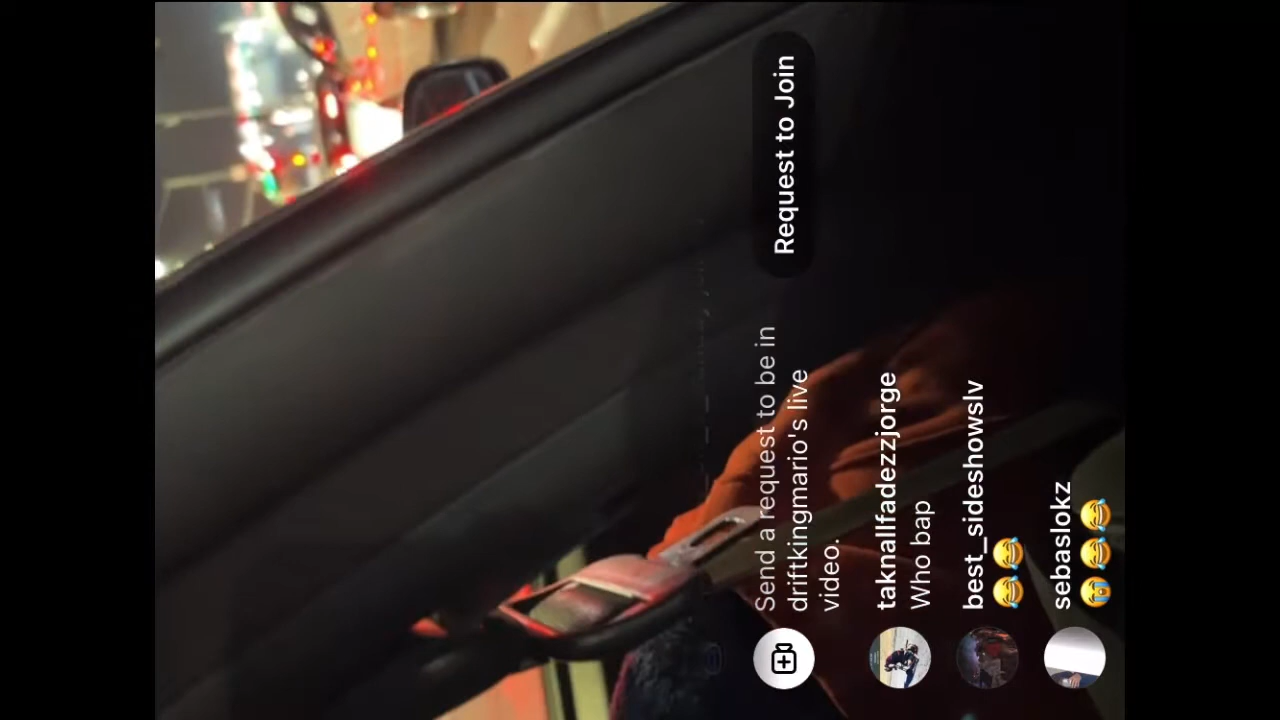 Send a request to be in
driftkingmario's live
video.
Request to Join
taknallfadezzjorge
Who bap
best_sideshowslv
😂😂
sebaslokz
😭😂😂